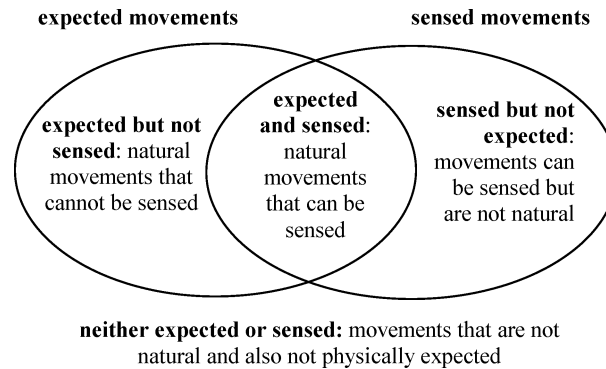 expected movements
sensed movements
expected but not
sensed: natural
movements that
cannot be sensed
expected
and sensed:
natural
movements
that can be
sensed
sensed but not
expected:
movements can
be sensed but
are not natural
neither expected or sensed: movements that are not
natural and also not physically expected